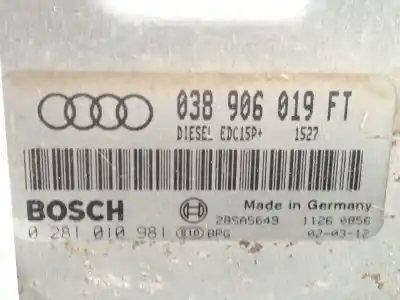 038 906 019 FT
DIESEL EDC15P+ 1527
BOSCH
Made in Germany
28SA5649 1126 0856
0 281 010 981 BPG 02-03-12